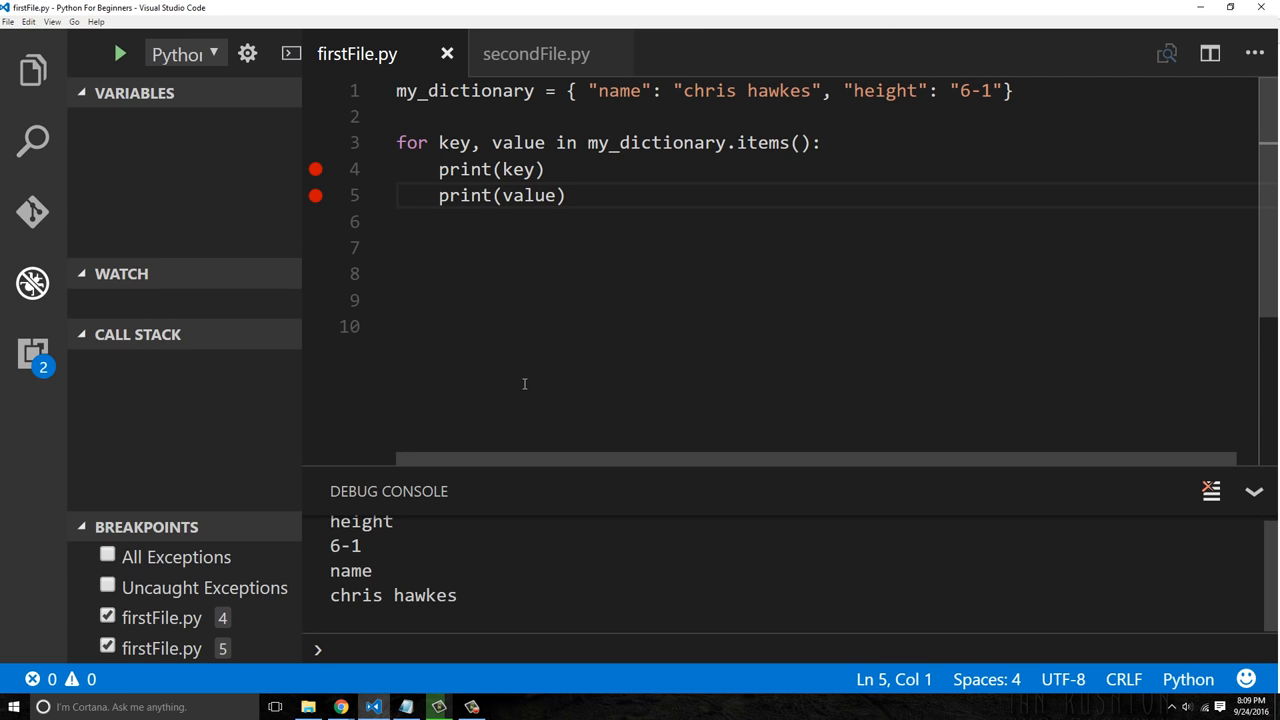 firstFile.py - Python For Beginners - Visual Studio Code
File Edit View Go Help
Python
firstFile.py
secondFile.py
VARIABLES
WATCH
CALL STACK
BREAKPOINTS
All Exceptions
Uncaught Exceptions
firstFile.py 4
firstFile.py 5
2
1 my_dictionary = { "name": "chris hawkes", "height": "6-1"}
2
3 for key, value in my_dictionary.items():
4 print(key)
5 print(value)
6
7
8
9
10
DEBUG CONSOLE
height
6-1
name
chris hawkes
0 0
Ln 5, Col 1 Spaces: 4 UTF-8 CRLF Python
I'm Cortana. Ask me anything.
8:09 PM
9/24/2016